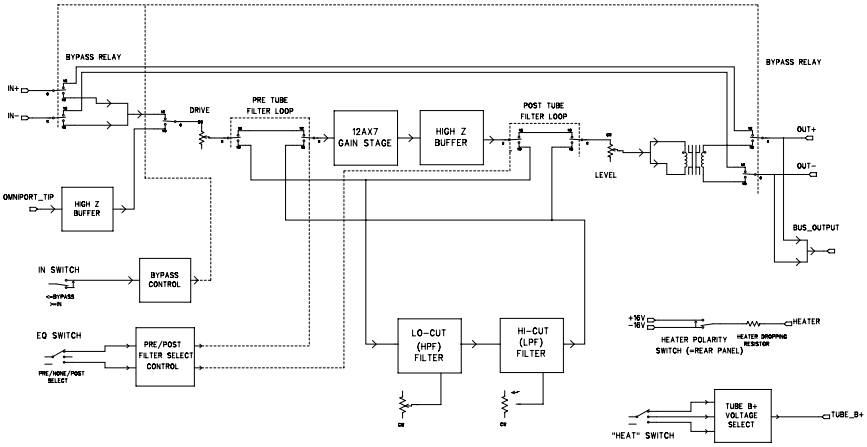 BYPASS RELAY
BYPASS RELAY
IN+
IN-
DRIVE
PRE TUBE
FILTER LOOP
12AX7
GAIN STAGE
HIGH Z
BUFFER
POST TUBE
FILTER LOOP
LEVEL
OUT+
OUT-
OMNIPORT_TIP
HIGH Z
BUFFER
BUS_OUTPUT
IN SWITCH
<=BYPASS
>=IN
BYPASS
CONTROL
EQ SWITCH
PRE/NONE/POST
SELECT
PRE/POST
FILTER SELECT
CONTROL
LO-CUT
(HPF)
FILTER
HI-CUT
(LPF)
FILTER
+16V
-16V
HEATER
HEATER POLARITY
SWITCH (=REAR PANEL)
HEATER DROPPING
RESISTOR
"HEAT" SWITCH
TUBE B+
VOLTAGE
SELECT
TUBE_B+